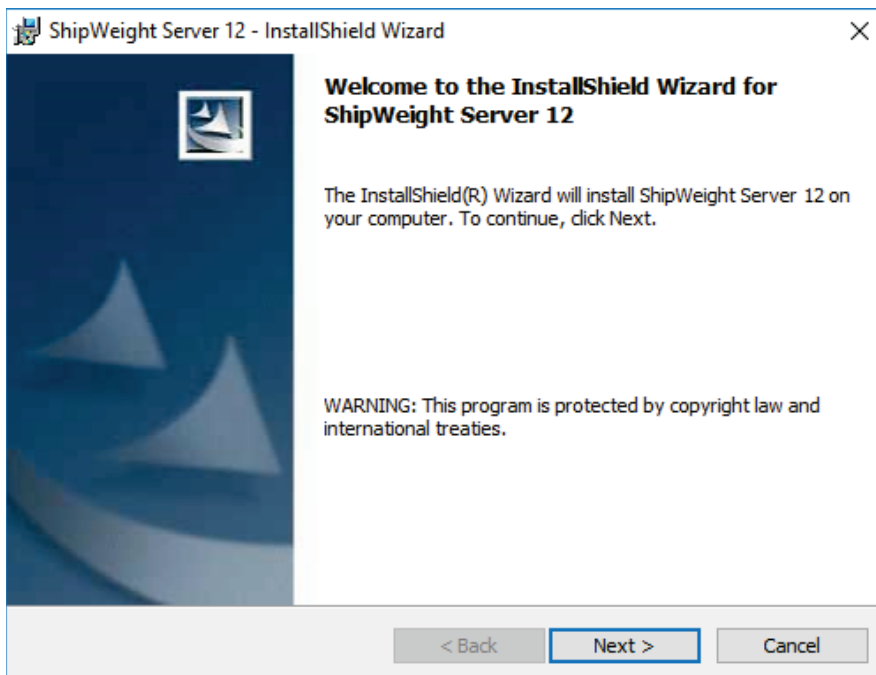 ShipWeight Server 12 - InstallShield Wizard
Welcome to the InstallShield Wizard for
ShipWeight Server 12
The InstallShield(R) Wizard will install ShipWeight Server 12 on
your computer. To continue, click Next.
WARNING: This program is protected by copyright law and
international treaties.
< Back Next > Cancel